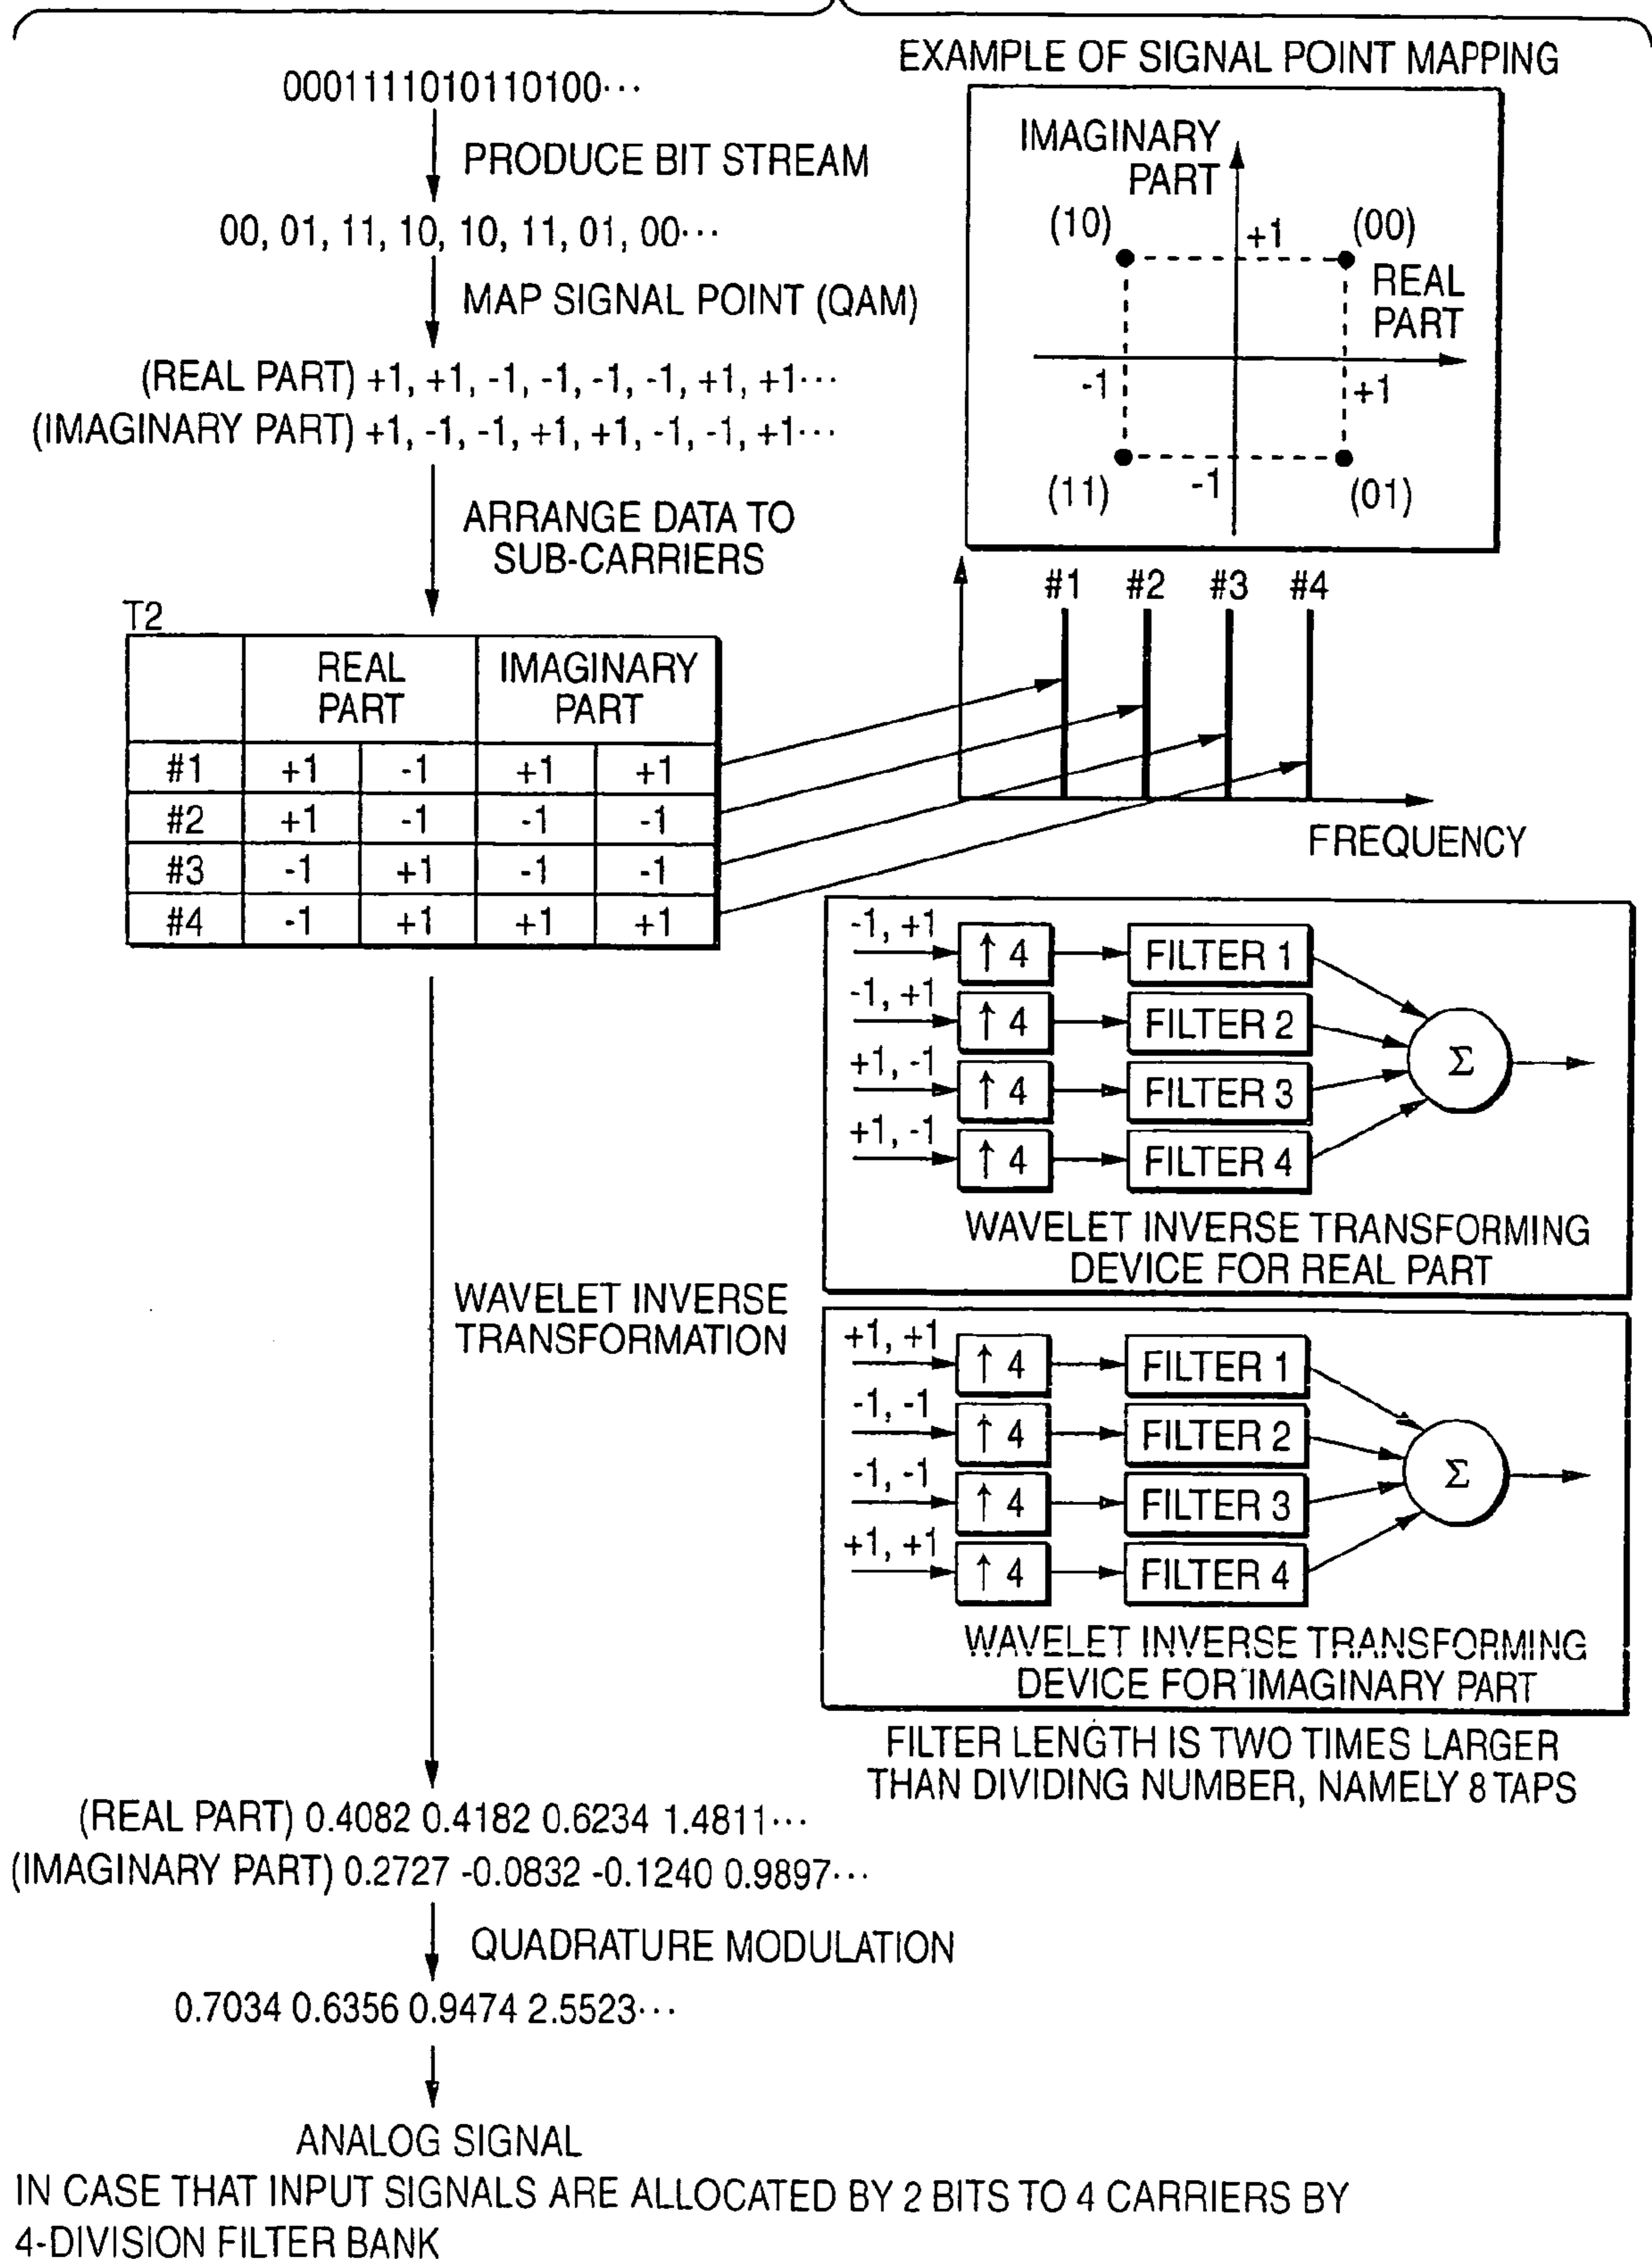 0001111010110100···
PRODUCE BIT STREAM
00, 01, 11, 10, 10, 11, 01, 00···
MAP SIGNAL POINT (QAM)
(REAL PART) +1, +1, -1, -1, -1, -1, +1, +1···
(IMAGINARY PART) +1, -1, -1, +1, +1, -1, -1, +1···
ARRANGE DATA TO
SUB-CARRIERS
EXAMPLE OF SIGNAL POINT MAPPING
IMAGINARY
PART
(10)
+1
(00)
REAL
PART
-1
+1
(11)
-1
(01)
T2
REAL
PART
IMAGINARY
PART
#1 +1 -1 +1 +1
#2 +1 -1 -1 -1
#3 -1 +1 -1 -1
#4 -1 +1 +1 +1
#1 #2 #3 #4
FREQUENCY
-1, +1
↑ 4 FILTER 1
-1, +1
↑ 4 FILTER 2
+1, -1
↑ 4 FILTER 3
+1, -1
↑ 4 FILTER 4
Σ
WAVELET INVERSE TRANSFORMING
DEVICE FOR REAL PART
WAVELET INVERSE
TRANSFORMATION
+1, +1
↑ 4 FILTER 1
-1, -1
↑ 4 FILTER 2
-1, -1
↑ 4 FILTER 3
+1, +1
↑ 4 FILTER 4
Σ
WAVELET INVERSE TRANSFORMING
DEVICE FOR IMAGINARY PART
FILTER LENGTH IS TWO TIMES LARGER
THAN DIVIDING NUMBER, NAMELY 8 TAPS
(REAL PART) 0.4082 0.4182 0.6234 1.4811···
(IMAGINARY PART) 0.2727 -0.0832 -0.1240 0.9897···
QUADRATURE MODULATION
0.7034 0.6356 0.9474 2.5523···
ANALOG SIGNAL
IN CASE THAT INPUT SIGNALS ARE ALLOCATED BY 2 BITS TO 4 CARRIERS BY
4-DIVISION FILTER BANK